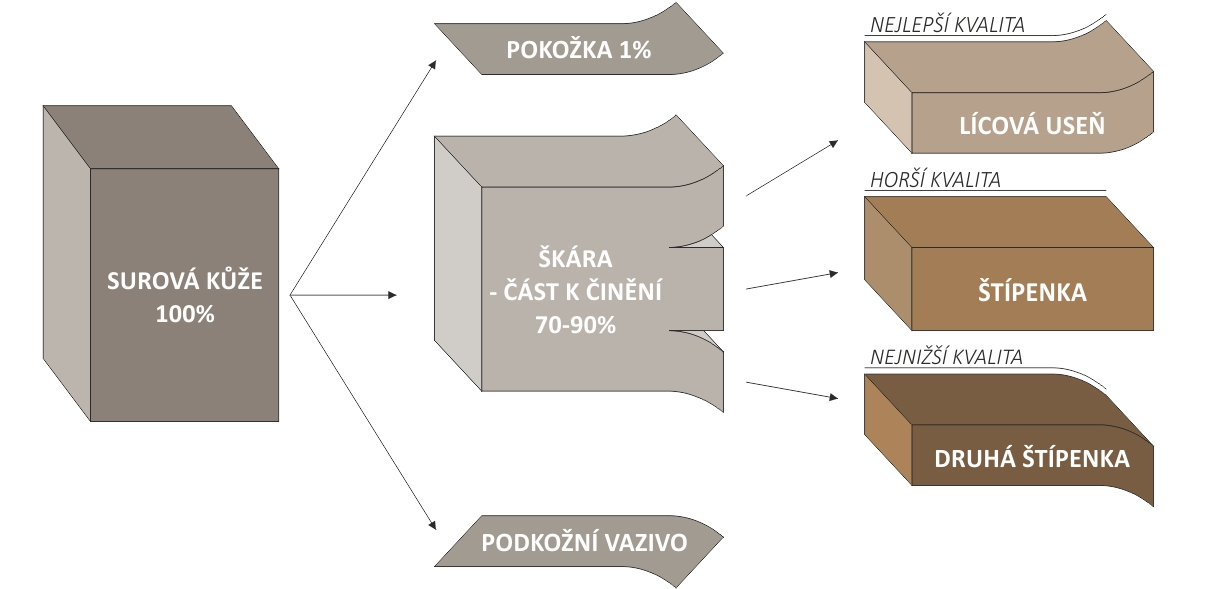 SUROVÁ KŮŽE
100%
POKOŽKA 1%
ŠKÁRA
- ČÁST K ČINĚNÍ
70-90%
PODKOŽNÍ VAZIVO
NEJLEPŠÍ KVALITA
LÍCOVÁ USEŇ
HORŠÍ KVALITA
ŠTÍPENKA
NEJNIŽŠÍ KVALITA
DRUHÁ ŠTÍPENKA